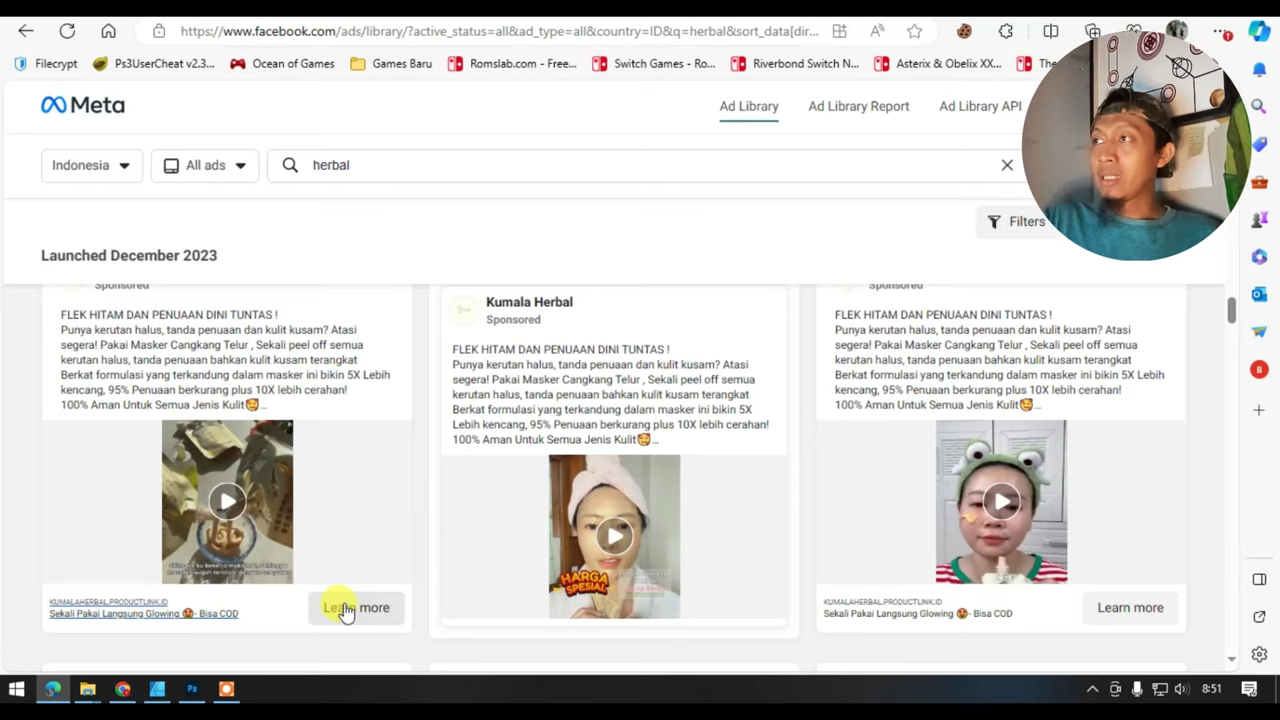 https://www.facebook.com/ads/library/?active_status=all&ad_type=all&country=ID&q=herbal&sort_data[dir...
Filecrypt
Ps3UserCheat v2.3...
Ocean of Games
Games Baru
Romslab.com - Free...
Switch Games - Ro...
Riverbond Switch N...
Asterix & Obelix XX...
The
Meta
Ad Library
Ad Library Report
Ad Library API
Indonesia
All ads
herbal
Filters
Launched December 2023
Sponsored
FLEK HITAM DAN PENUAAN DINI TUNTAS !
Punya kerutan halus, tanda penuaan dan kulit kusam? Atasi
segera! Pakai Masker Cangkang Telur , Sekali peel off semua
kerutan halus, tanda penuaan bahkan kulit kusam terangkat
Berkat formulasi yang terkandung dalam masker ini bikin 5X Lebih
kencang, 95% Penuaan berkurang plus 10X lebih cerahan!
100% Aman Untuk Semua Jenis Kulit🥰...
KUMALAHERBAL.PRODUCTLINK.ID
Sekali Pakai Langsung Glowing 🥰- Bisa COD
Learn more
Kumala Herbal
Sponsored
FLEK HITAM DAN PENUAAN DINI TUNTAS !
Punya kerutan halus, tanda penuaan dan kulit kusam? Atasi
segera! Pakai Masker Cangkang Telur , Sekali peel off semua
kerutan halus, tanda penuaan bahkan kulit kusam terangkat
Berkat formulasi yang terkandung dalam masker ini bikin 5X
Lebih kencang, 95% Penuaan berkurang plus 10X lebih cerahan!
100% Aman Untuk Semua Jenis Kulit🥰...
HARGA
SPESIAL
Sponsored
FLEK HITAM DAN PENUAAN DINI TUNTAS !
Punya kerutan halus, tanda penuaan dan kulit kusam? Atasi
segera! Pakai Masker Cangkang Telur , Sekali peel off semua
kerutan halus, tanda penuaan bahkan kulit kusam terangkat
Berkat formulasi yang terkandung dalam masker ini bikin 5X Lebih
kencang, 95% Penuaan berkurang plus 10X lebih cerahan!
100% Aman Untuk Semua Jenis Kulit🥰...
KUMALAHERBAL.PRODUCTLINK.ID
Sekali Pakai Langsung Glowing 🥰- Bisa COD
Learn more
Ps
8:51